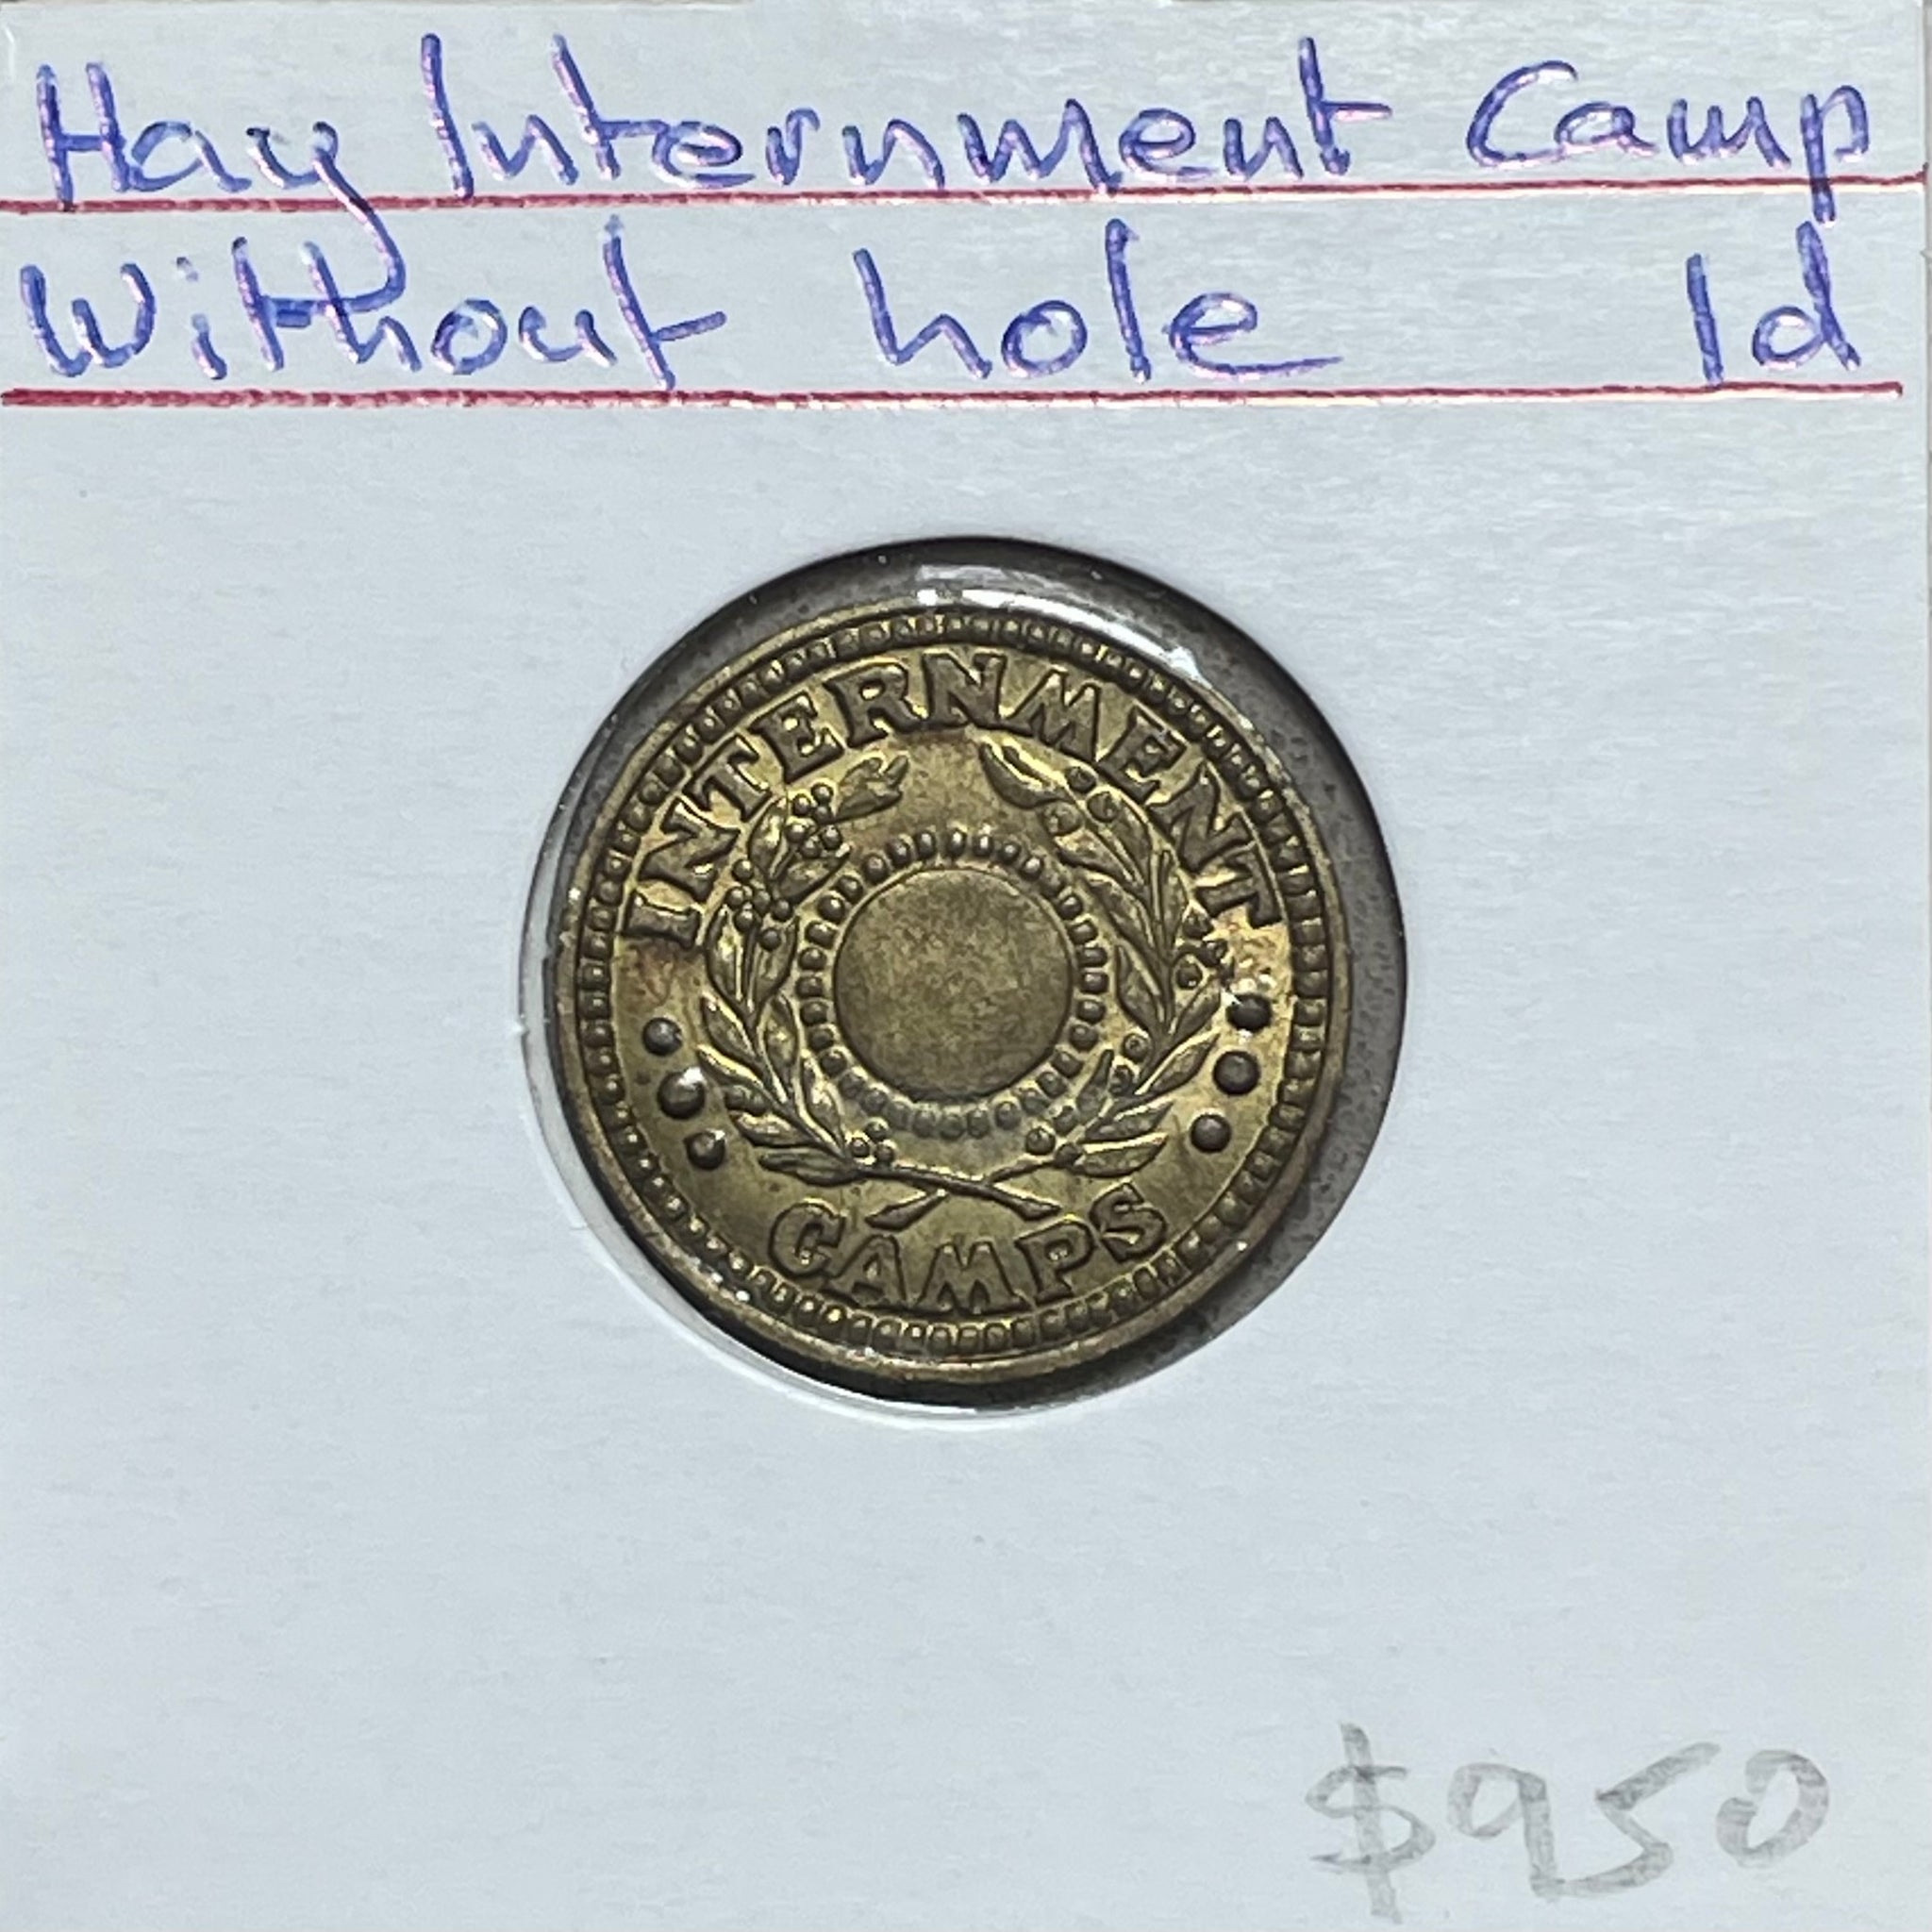 Hay Internment Camp
Without hole 1d
INTERNMENT
CAMPS
$950